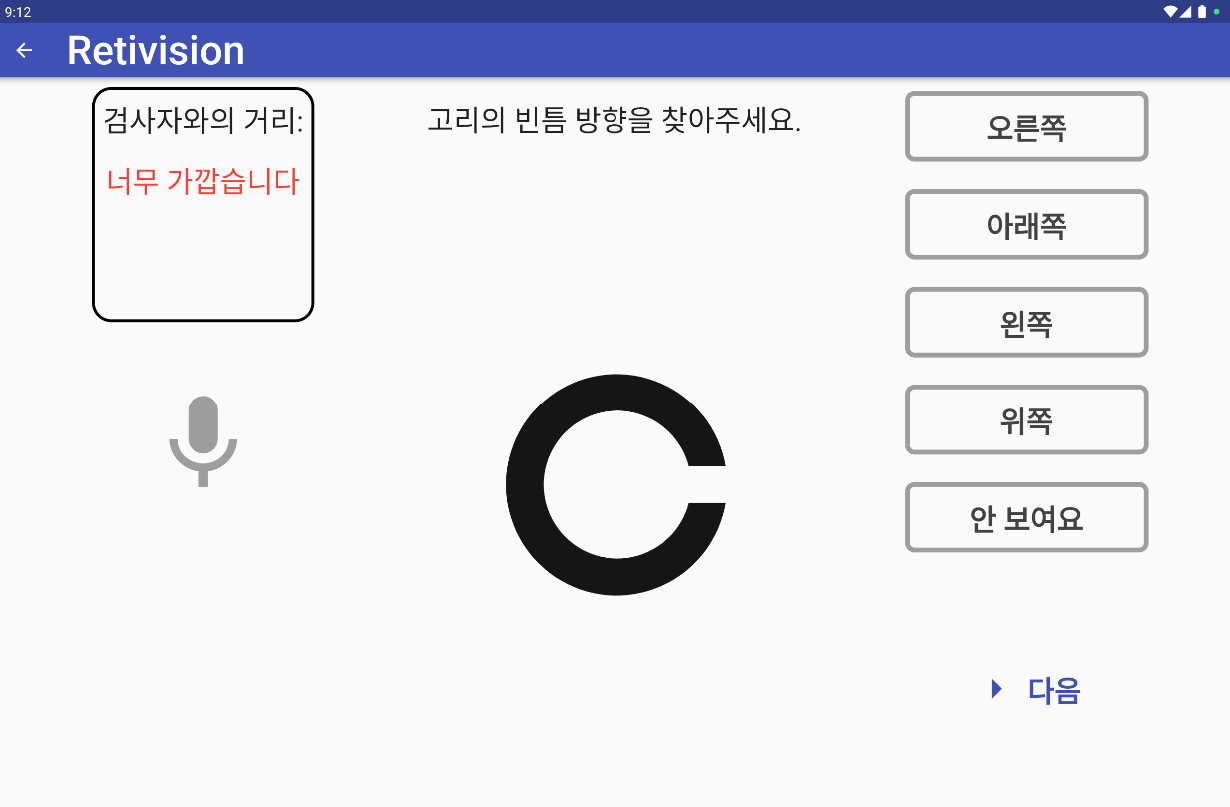 9:12
Retivision
검사자와의 거리:
너무 가깝습니다
고리의 빈틈 방향을 찾아주세요.
오른쪽
아래쪽
왼쪽
위쪽
안 보여요
다음